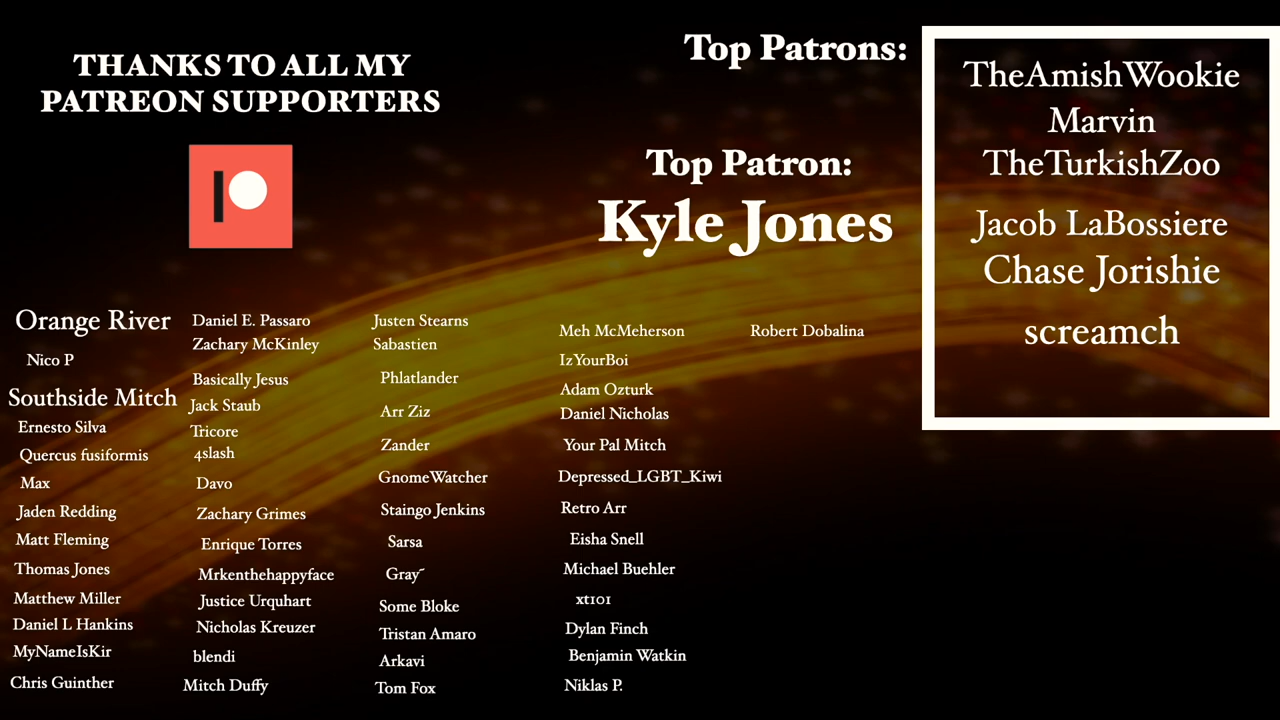 THANKS TO ALL MY
PATREON SUPPORTERS
Top Patrons:
TheAmishWookie
Marvin
TheTurkishZoo
Jacob LaBossiere
Chase Jorishie
screamch
Top Patron:
Kyle Jones
Orange River
Nico P
Southside Mitch
Ernesto Silva
Quercus fusiformis
Max
Jaden Redding
Matt Fleming
Thomas Jones
Matthew Miller
Daniel L Hankins
MyNameIsKir
Chris Guinther
Daniel E. Passaro
Zachary McKinley
Basically Jesus
Jack Staub
Tricore
4slash
Davo
Zachary Grimes
Enrique Torres
Mrkenthehappyface
Justice Urquhart
Nicholas Kreuzer
blendi
Mitch Duffy
Justen Stearns
Sabastien
Phlatlander
Arr Ziz
Zander
GnomeWatcher
Staingo Jenkins
Sarsa
Gray˜
Some Bloke
Tristan Amaro
Arkavi
Tom Fox
Meh McMeherson
IzYourBoi
Adam Ozturk
Daniel Nicholas
Your Pal Mitch
Depressed_LGBT_Kiwi
Retro Arr
Eisha Snell
Michael Buehler
xt101
Dylan Finch
Benjamin Watkin
Niklas P.
Robert Dobalina